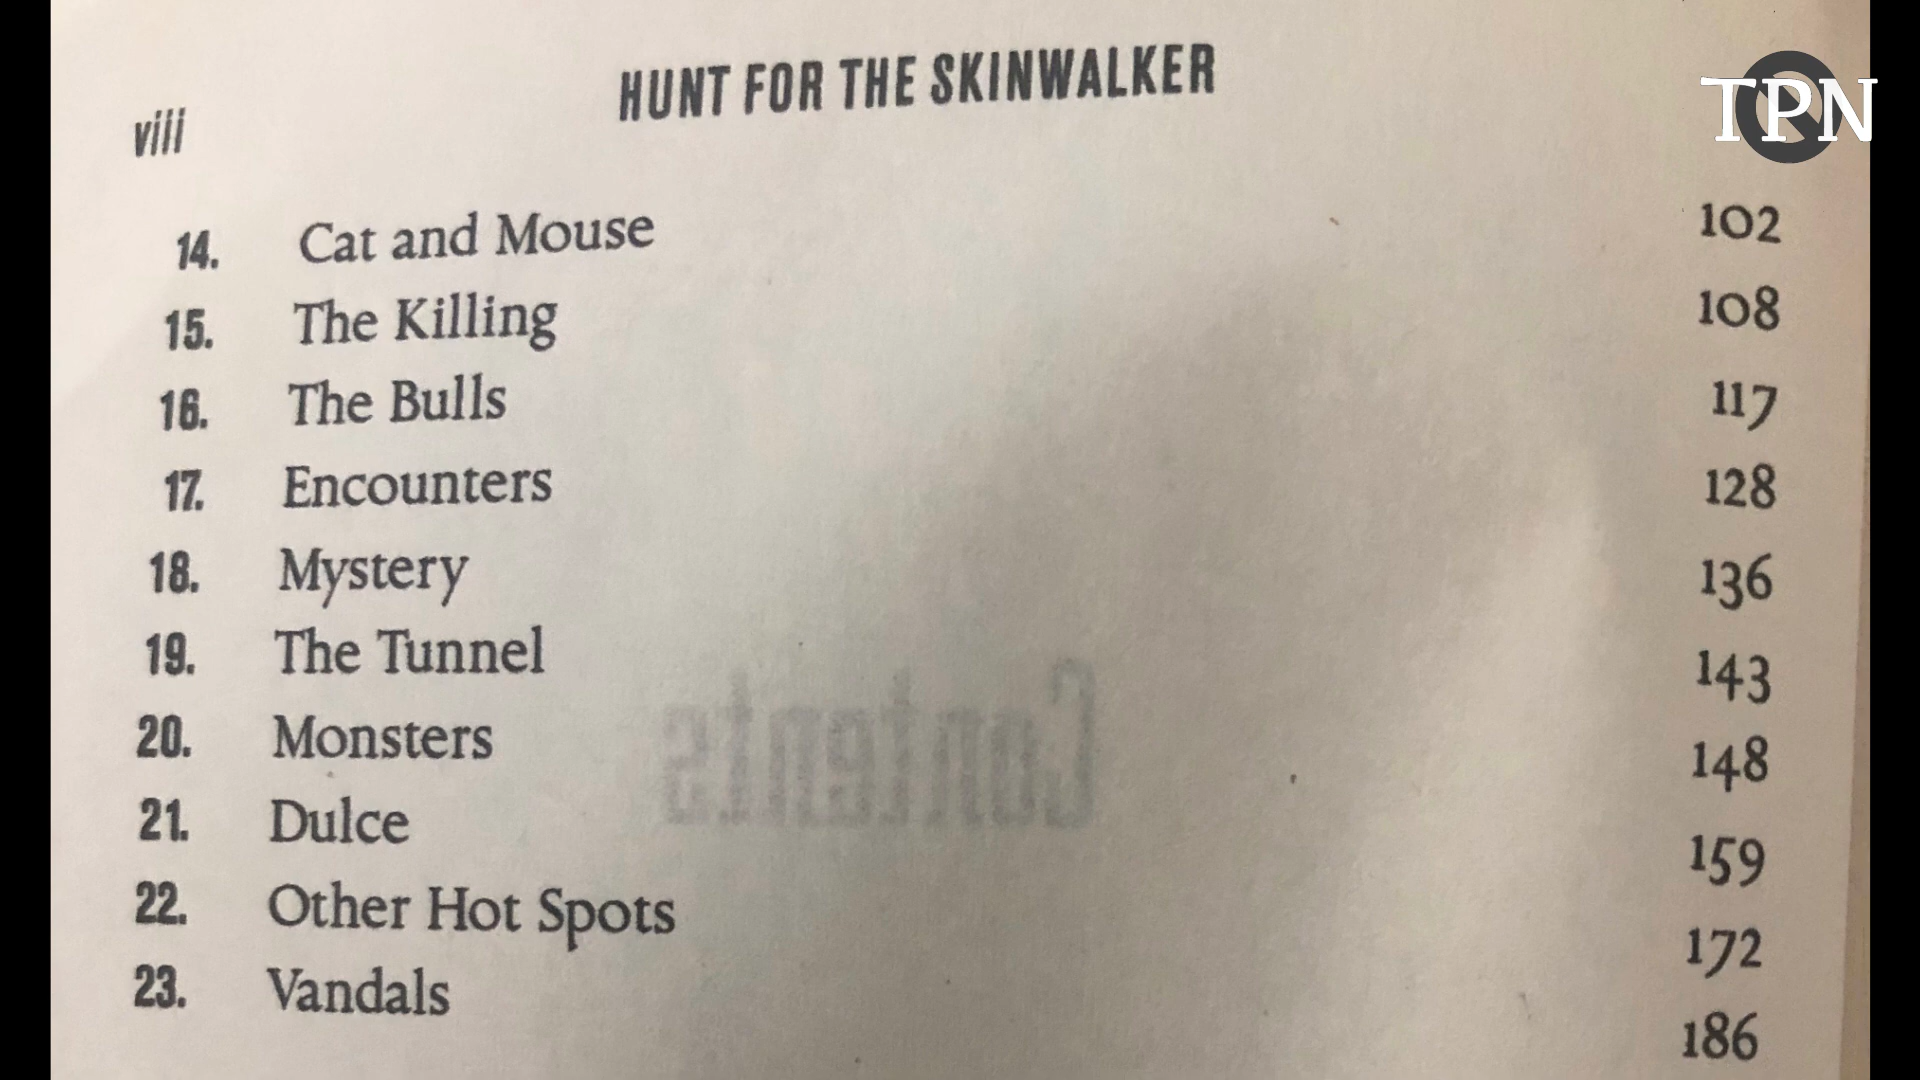 viii HUNT FOR THE SKINWALKER
TPN
14. Cat and Mouse 102
15. The Killing 108
16. The Bulls 117
17. Encounters 128
18. Mystery 136
19. The Tunnel 143
20. Monsters 148
21. Dulce 159
22. Other Hot Spots 172
23. Vandals 186
Contents